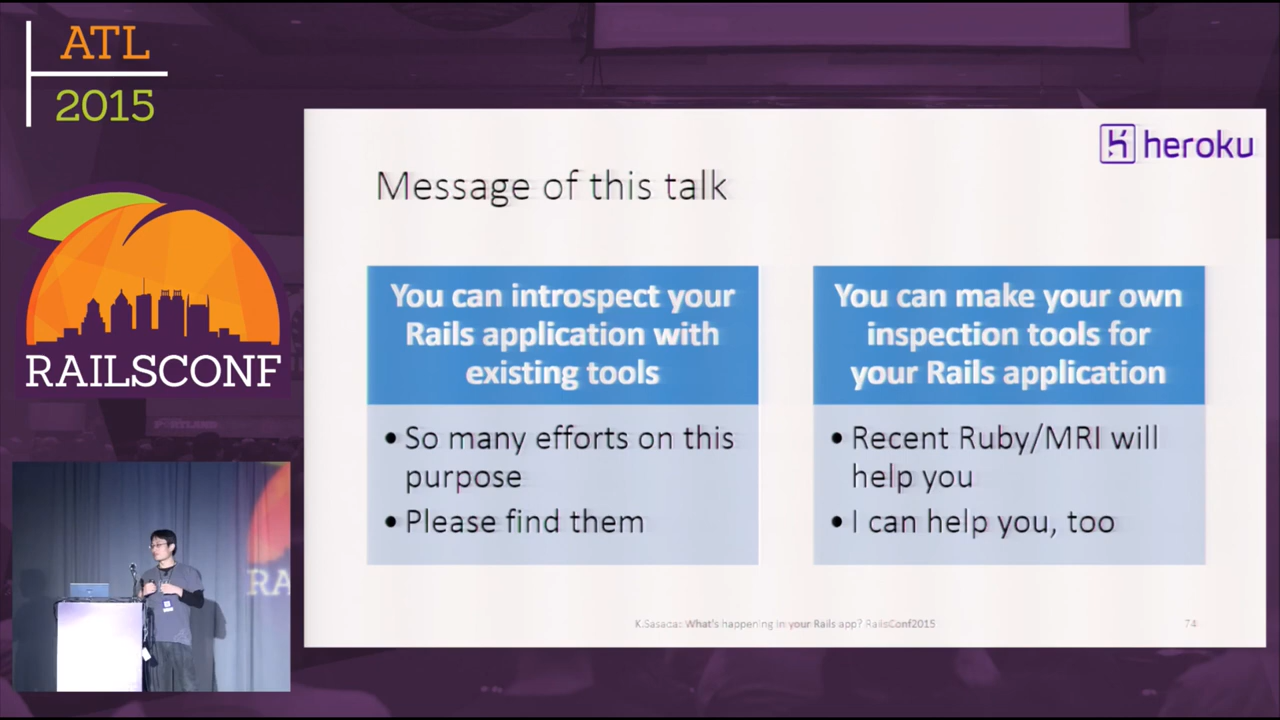 ATL
2015
RAILSCONF
heroku
Message of this talk
You can introspect your
Rails application with
existing tools
• So many efforts on this
purpose
• Please find them
You can make your own
inspection tools for
your Rails application
• Recent Ruby/MRI will
help you
• I can help you, too
K.Sasada: What's happening in your Rails app? RailsConf2015
74
RA